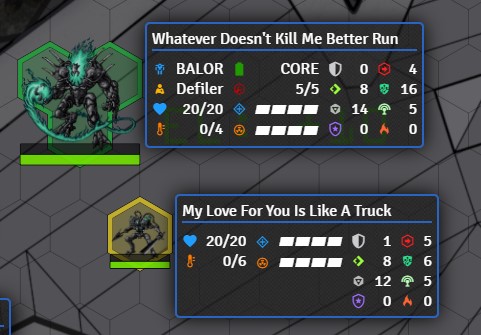 Whatever Doesn't Kill Me Better Run
BALOR CORE 0 4
Defiler 5/5 8 16
20/20 14 5
0/4 0 0
My Love For You Is Like A Truck
20/20 1 5
0/6 8 6
12 5
0 0